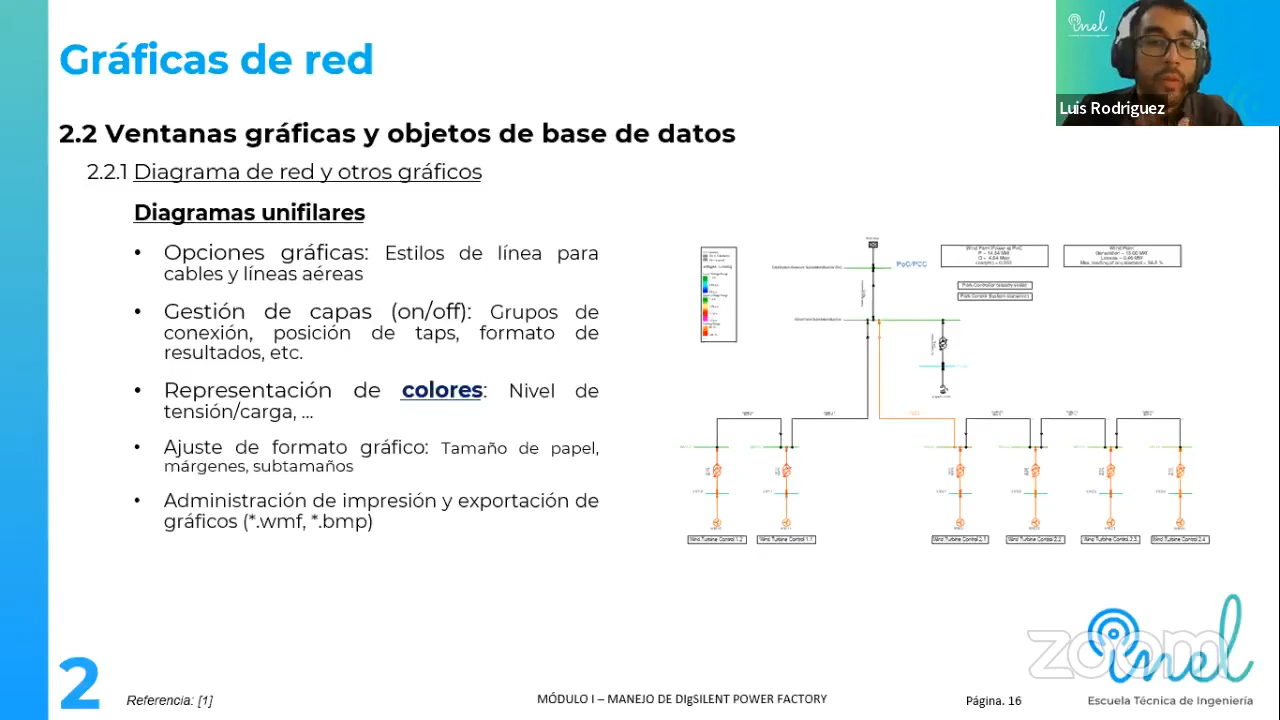 Gráficas de red
inel
Luis Rodriguez
2.2 Ventanas gráficas y objetos de base de datos
2.2.1 Diagrama de red y otros gráficos
Diagramas unifilares
• Opciones gráficas: Estilos de línea para
cables y líneas aéreas
• Gestión de capas (on/off): Grupos de
conexión, posición de taps, formato de
resultados, etc.
• Representación de colores: Nivel de
tensión/carga, ...
• Ajuste de formato gráfico: Tamaño de papel,
márgenes, subtamaños
• Administración de impresión y exportación de
gráficos (*.wmf, *.bmp)
PoC/PCC
Wind Turbine Control 1.2
Wind Turbine Control 1.1
Wind Turbine Control 2.1
Wind Turbine Control 2.2
Wind Turbine Control 2.3
Wind Turbine Control 2.4
zoom
inel
Escuela Técnica de Ingeniería
2
Referencia: [1]
MÓDULO I – MANEJO DE DIgSILENT POWER FACTORY
Página. 16